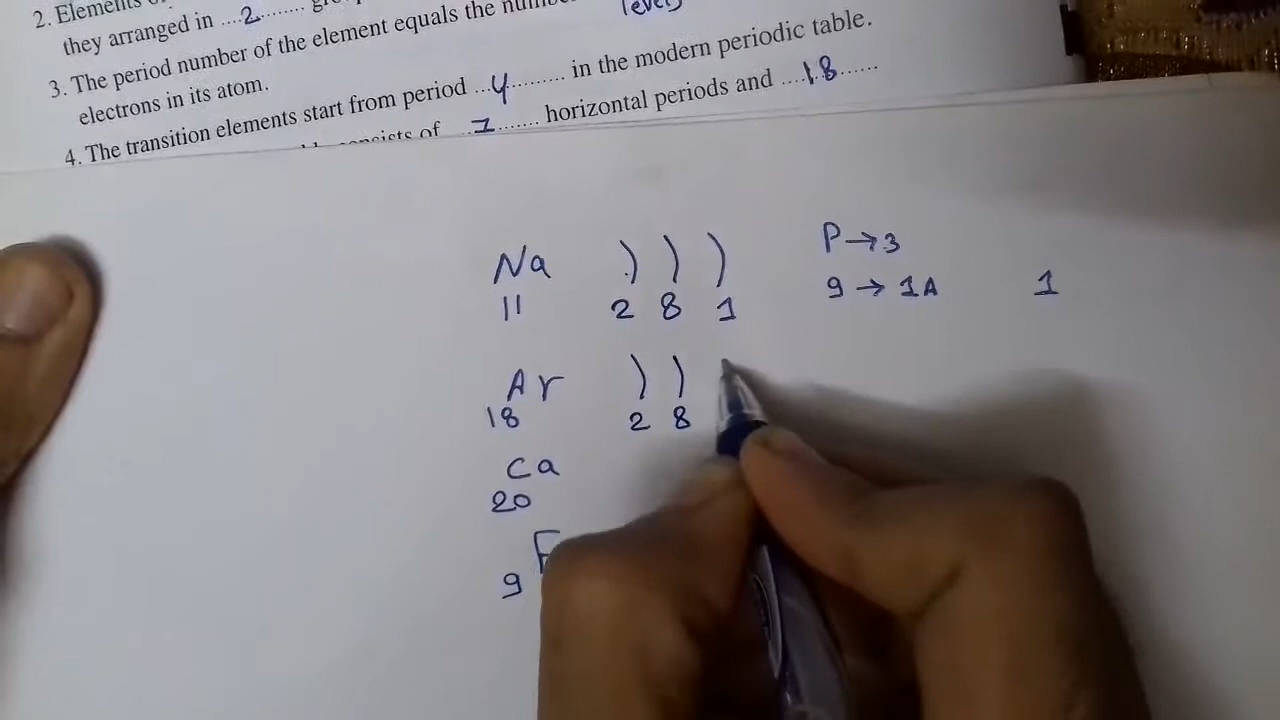 2. Elements
they arranged in ....2........
3. The period number of the element equals the
levels
electrons in its atom.
4. The transition elements start from period ...4.......... in the modern periodic table.
consists of ...7....... horizontal periods and ....18......
Na ) ) ) P→3
11 2 8 1 g → 1A 1
Ar ) )
18 2 8
Ca
20
F
9